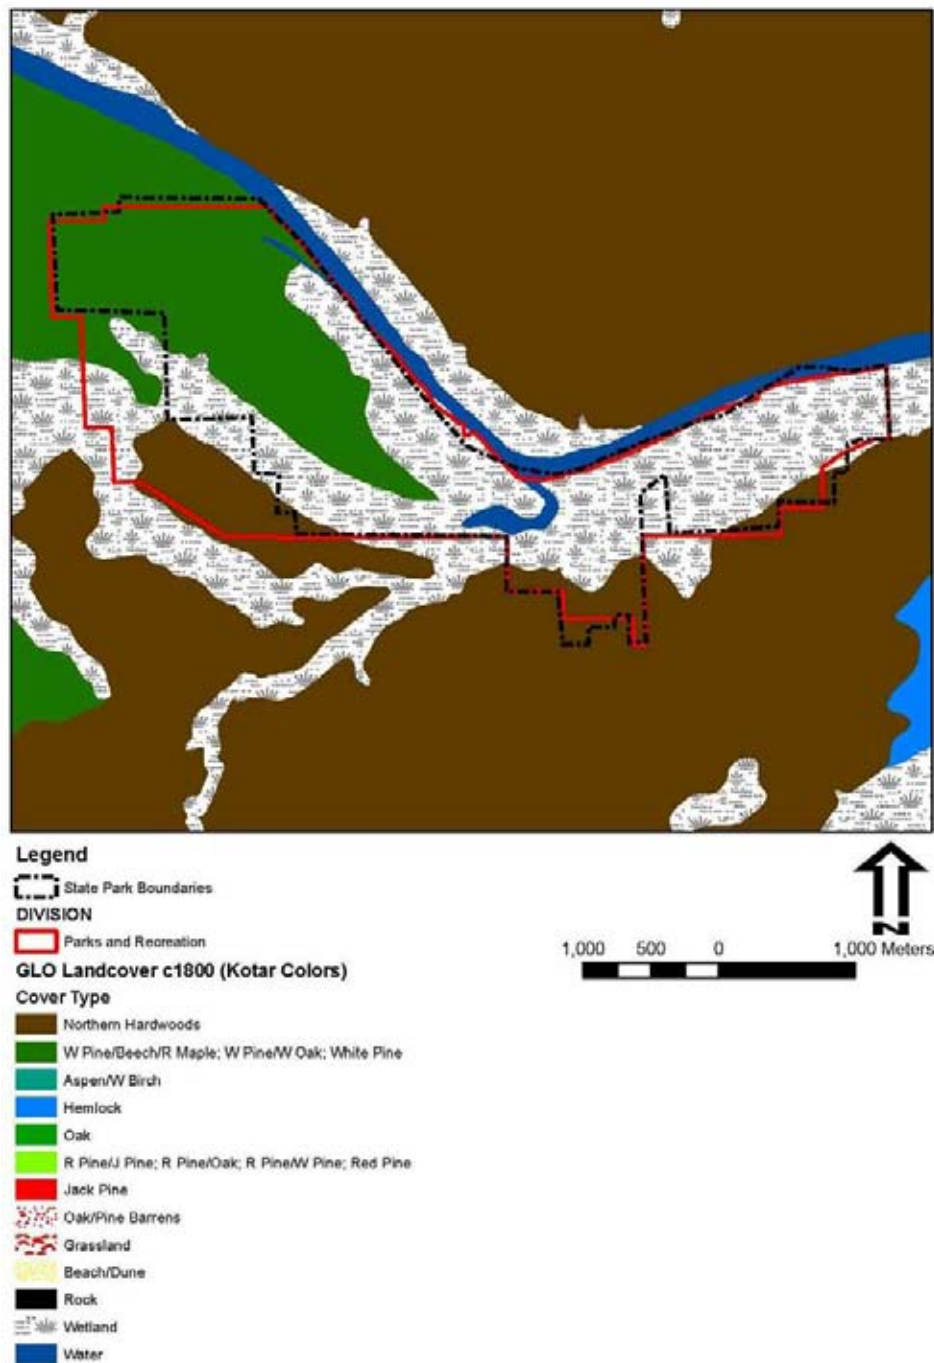 Legend
State Park Boundaries
DIVISION
Parks and Recreation
GLO Landcover c1800 (Kotar Colors)
Cover Type
Northern Hardwoods
W Pine/Beech/R Maple; W Pine/W Oak; White Pine
Aspen/W Birch
Hemlock
Oak
R Pine/J Pine; R Pine/Oak; R Pine/W Pine; Red Pine
Jack Pine
Oak/Pine Barrens
Grassland
Beach/Dune
Rock
Wetland
Water
N
1,000 500 0 1,000 Meters